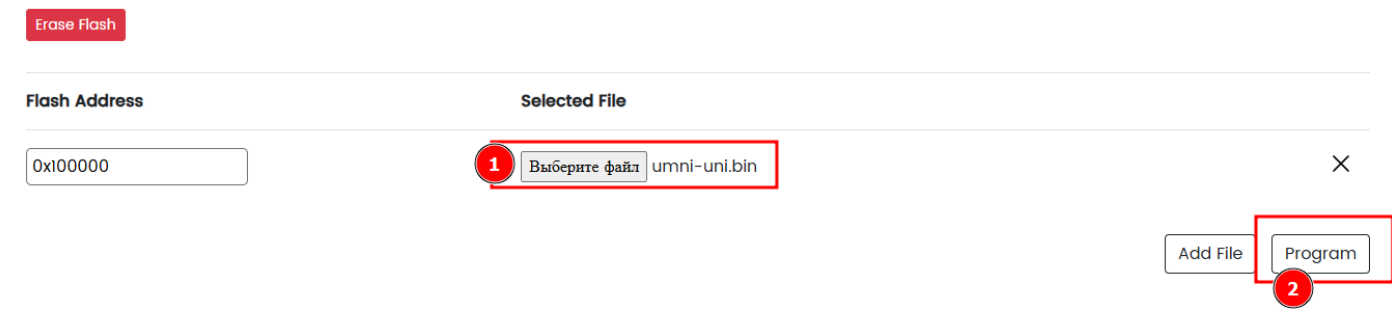 Erase Flash
Flash Address Selected File
0x100000 1 Выберите файл umni-uni.bin
Add File Program
2